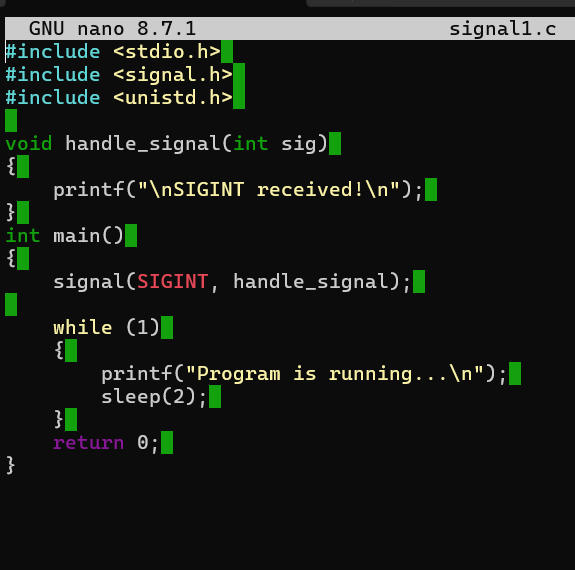 GNU nano 8.7.1 signal1.c
#include <stdio.h>
#include <signal.h>
#include <unistd.h>

void handle_signal(int sig)
{
    printf("\nSIGINT received!\n");
}
int main()
{
    signal(SIGINT, handle_signal);

    while (1)
    {
        printf("Program is running...\n");
        sleep(2);
    }
    return 0;
}